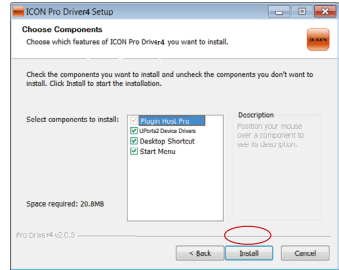 ICON Pro Driver4 Setup
Choose Components
Choose which features of ICON Pro Driver4 you want to install.
ICON
Check the components you want to install and uncheck the components you don't want to
install. Click Install to start the installation.
Select components to install:
Plugin Host Pro
UPorts2 Device Drivers
Desktop Shortcut
Start Menu
Description
Position your mouse
over a component to
see its description.
Space required: 20.8MB
Pro Driver4 v2.6.3
< Back
Install
Cancel